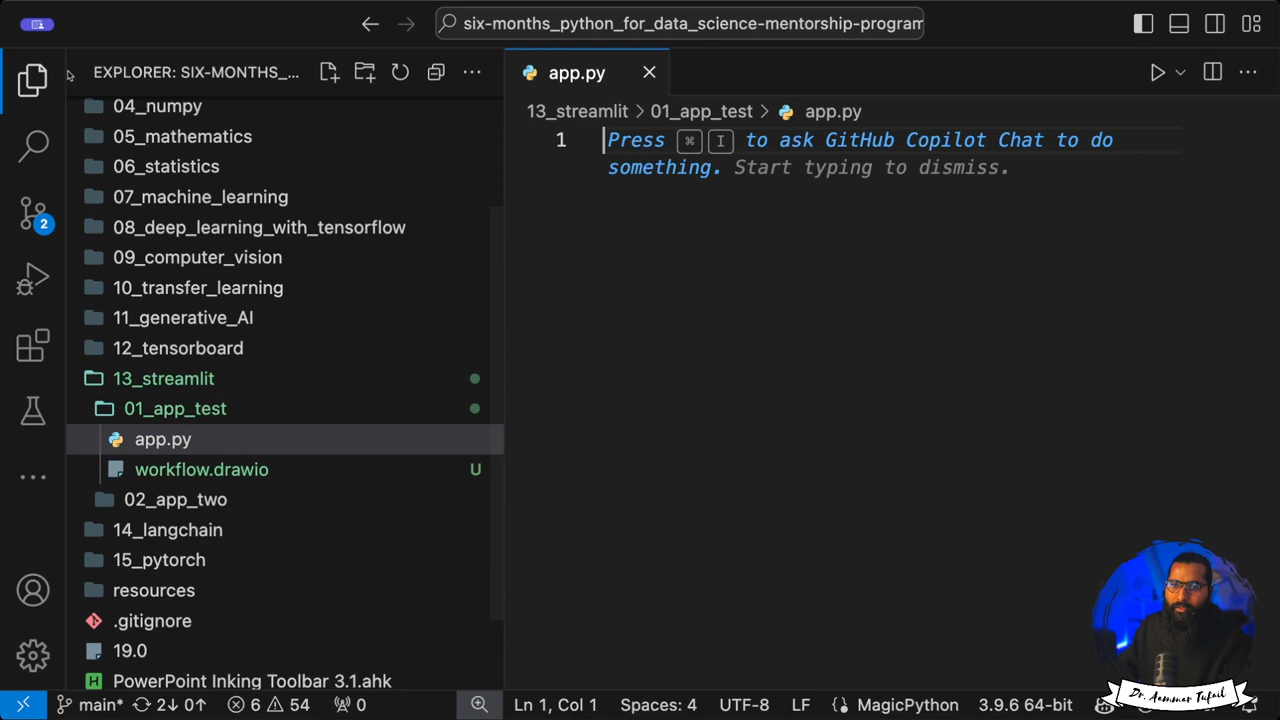 six-months_python_for_data_science-mentorship-program
EXPLORER: SIX-MONTHS_...
app.py
13_streamlit > 01_app_test > app.py
04_numpy
05_mathematics
06_statistics
07_machine_learning
08_deep_learning_with_tensorflow
09_computer_vision
10_transfer_learning
11_generative_AI
12_tensorboard
13_streamlit
01_app_test
app.py
workflow.drawio U
02_app_two
14_langchain
15_pytorch
resources
.gitignore
19.0
PowerPoint Inking Toolbar 3.1.ahk
2
1 Press ⌘ I to ask GitHub Copilot Chat to do
something. Start typing to dismiss.
main* 2↓ 0↑ 6 54 0 Ln 1, Col 1 Spaces: 4 UTF-8 LF MagicPython 3.9.6 64-bit
Dr. Aammar Tufail